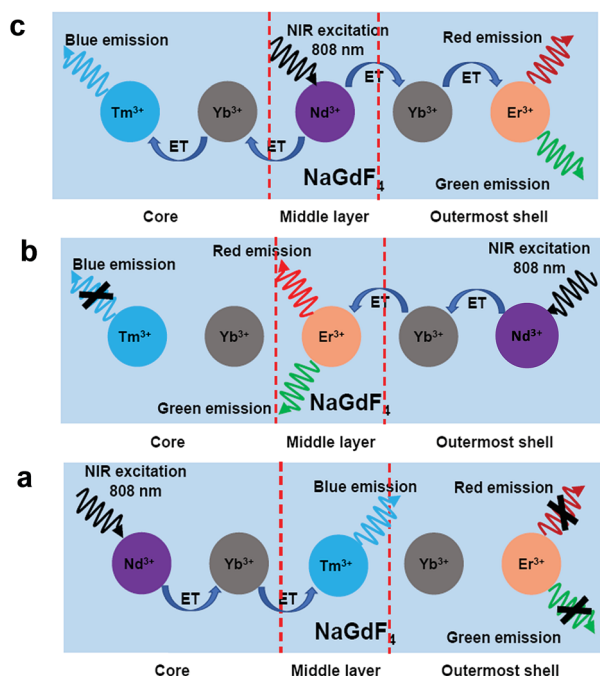 c
Blue emission
NIR excitation
808 nm
Red emission
ET
ET
Tm³⁺
Yb³⁺
Nd³⁺
Yb³⁺
Er³⁺
ET
ET
NaGdF₄
Green emission
Core
Middle layer
Outermost shell
b
Blue emission
Red emission
NIR excitation
808 nm
ET
ET
Tm³⁺
Yb³⁺
Er³⁺
Yb³⁺
Nd³⁺
Green emission
NaGdF₄
Core
Middle layer
Outermost shell
a
NIR excitation
808 nm
Blue emission
Red emission
Nd³⁺
Yb³⁺
Tm³⁺
Yb³⁺
Er³⁺
ET
ET
NaGdF₄
Green emission
Core
Middle layer
Outermost shell